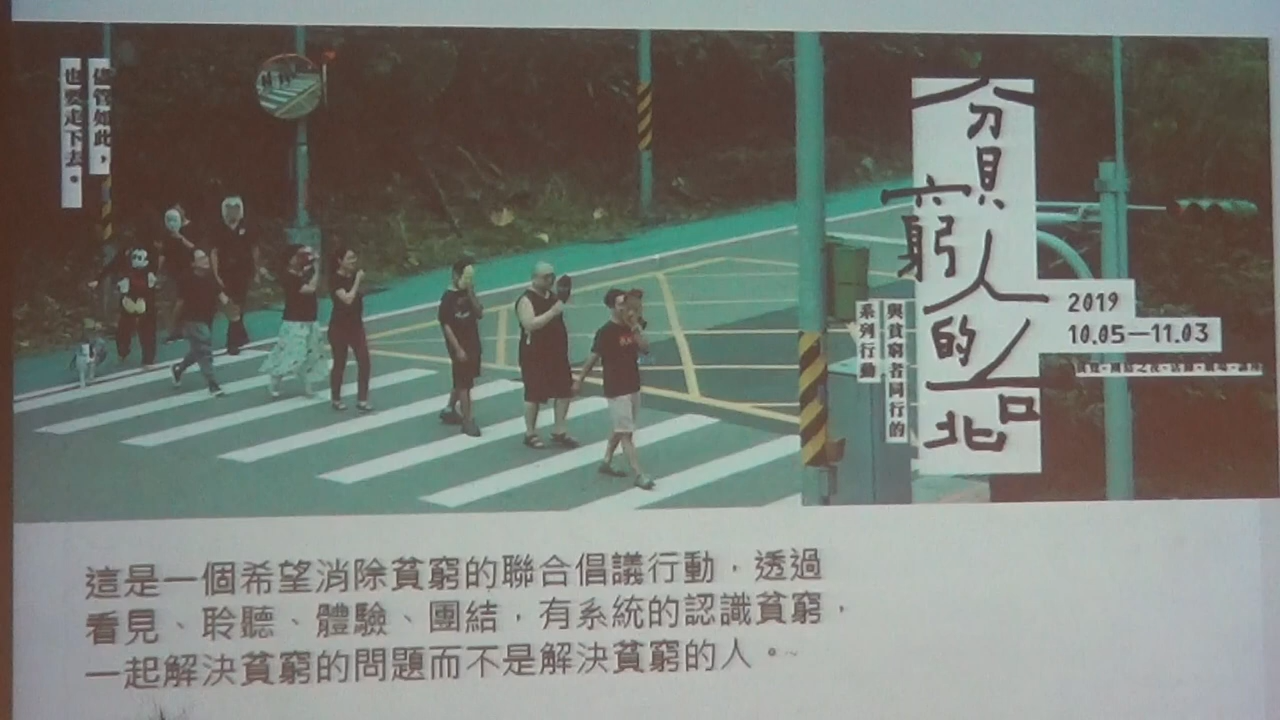 儘管如此，
也要走下去。
貧窮人的台北
2019
10.05—11.03
與貧窮者同行的
系列行動
這是一個希望消除貧窮的聯合倡議行動，透過
看見、聆聽、體驗、團結，有系統的認識貧窮，
一起解決貧窮的問題而不是解決貧窮的人。